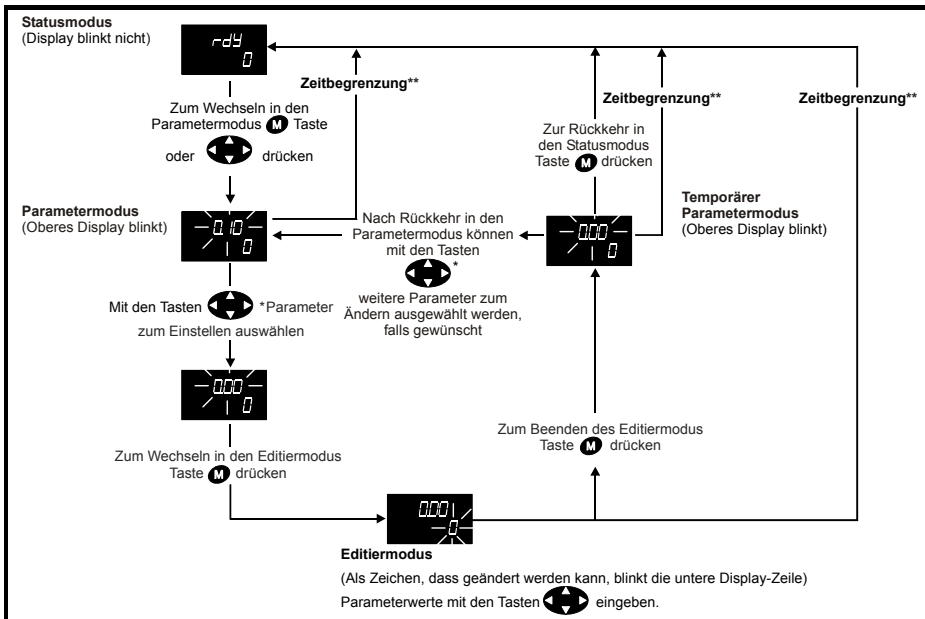 Statusmodus
(Display blinkt nicht)
rdy
0
Zum Wechseln in den
Parametermodus M Taste
oder drücken
Zeitbegrenzung**
Parametermodus
(Oberes Display blinkt)
0.10
0
Mit den Tasten *Parameter
zum Einstellen auswählen
0.00
0
Zum Wechseln in den Editiermodus
Taste M drücken
Nach Rückkehr in den
Parametermodus können
mit den Tasten
*
weitere Parameter zum
Ändern ausgewählt werden,
falls gewünscht
Zur Rückkehr in
den Statusmodus
Taste M drücken
Zeitbegrenzung**
Zeitbegrenzung**
Temporärer
Parametermodus
(Oberes Display blinkt)
0.00
0
Zum Beenden des Editiermodus
Taste M drücken
0.00
0
Editiermodus
(Als Zeichen, dass geändert werden kann, blinkt die untere Display-Zeile)
Parameterwerte mit den Tasten eingeben.